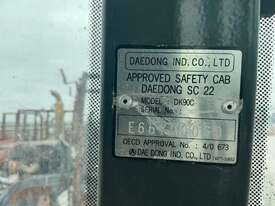 DAEDONG IND. CO., LTD
APPROVED SAFETY CAB
DAEDONG SC 22
MODEL : DK90C
SERIAL No. :
OECD APPROVAL No. : 4/0 673
DAE DONG IND. CO., LTD